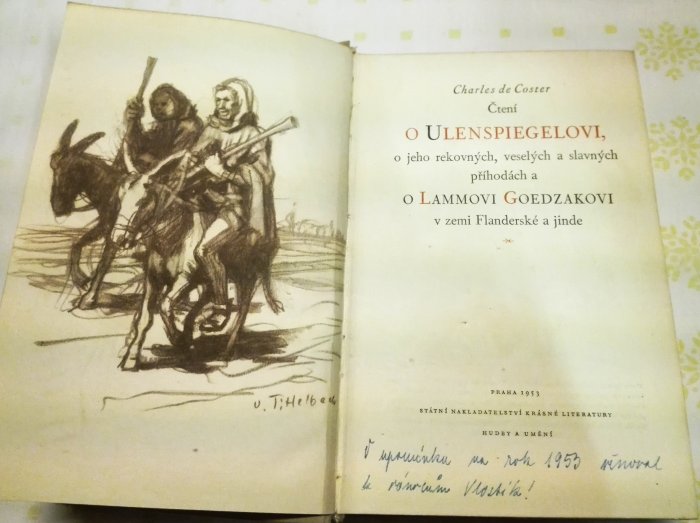 V. Tittelbach
Charles de Coster
Čtení
O ULENSPIEGELOVI,
o jeho rekovných, veselých a slavných
příhodách a
O LAMMOVI GOEDZAKOVI
v zemi Flanderské a jinde
PRAHA 1953
STÁTNÍ NAKLADATELSTVÍ KRÁSNÉ LITERATURY
HUDBY A UMĚNÍ
V upomínku na rok 1953 věnoval
k vánocům Vlastík!